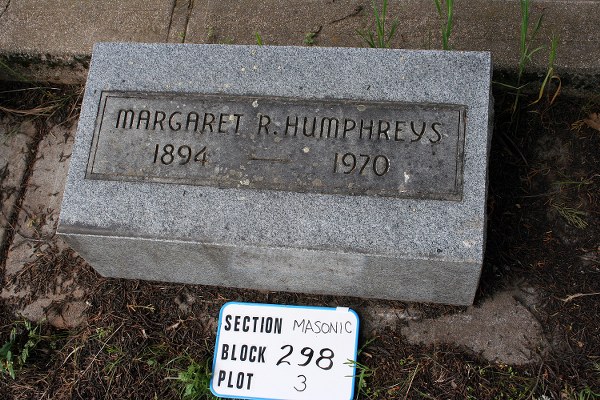 MARGARET R. HUMPHREYS
1894 — 1970
SECTION MASONIC
BLOCK 298
PLOT 3